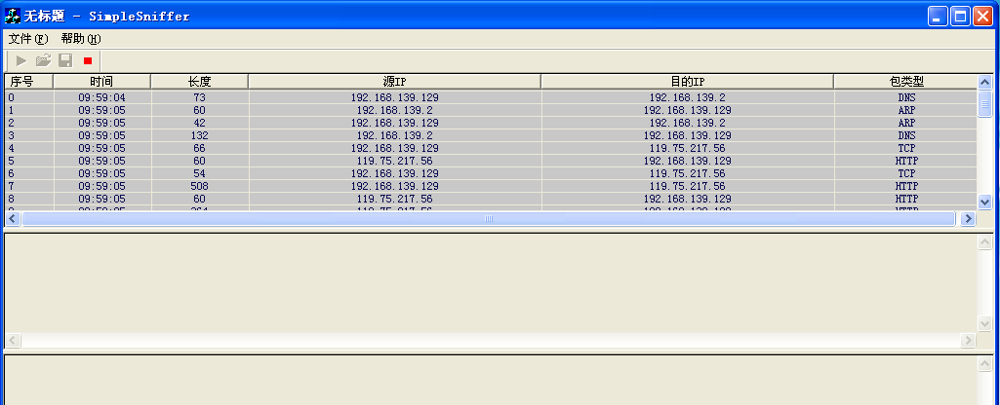 无标题 - SimpleSniffer
文件(F) 帮助(H)
序号 时间 长度 源IP 目的IP 包类型
0 09:59:04 73 192.168.139.129 192.168.139.2 DNS
1 09:59:05 60 192.168.139.2 192.168.139.129 ARP
2 09:59:05 42 192.168.139.129 192.168.139.2 ARP
3 09:59:05 132 192.168.139.2 192.168.139.129 DNS
4 09:59:05 66 192.168.139.129 119.75.217.56 TCP
5 09:59:05 60 119.75.217.56 192.168.139.129 HTTP
6 09:59:05 54 192.168.139.129 119.75.217.56 TCP
7 09:59:05 508 192.168.139.129 119.75.217.56 HTTP
8 09:59:05 60 119.75.217.56 192.168.139.129 HTTP